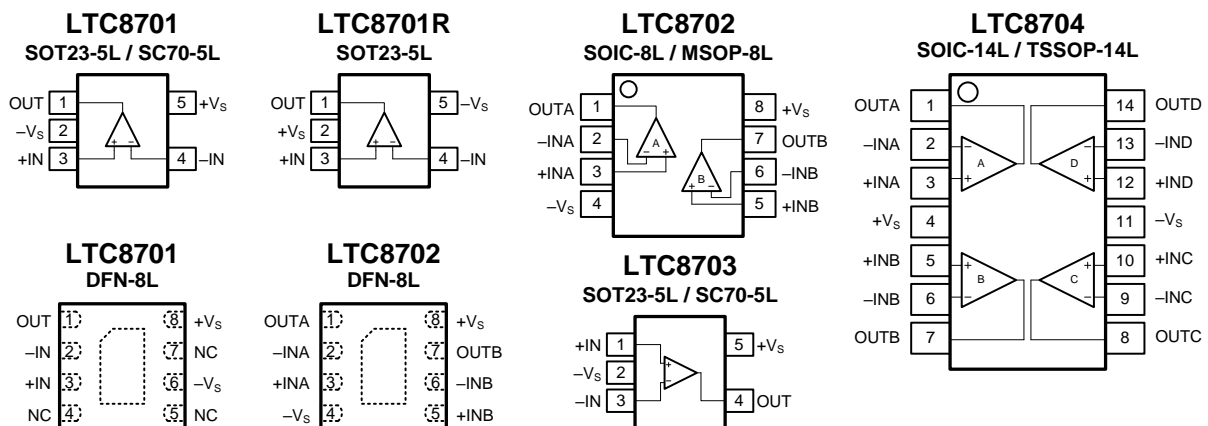 LTC8701
SOT23-5L / SC70-5L
OUT 1
–VS 2
+IN 3
5 +VS
4 –IN
+ –
LTC8701R
SOT23-5L
OUT 1
+VS 2
+IN 3
5 –VS
4 –IN
+ –
LTC8702
SOIC-8L / MSOP-8L
OUTA 1
–INA 2
+INA 3
–VS 4
8 +VS
7 OUTB
6 –INB
5 +INB
A
– +
B
+ –
LTC8704
SOIC-14L / TSSOP-14L
OUTA 1
–INA 2
+INA 3
+VS 4
+INB 5
–INB 6
OUTB 7
14 OUTD
13 –IND
12 +IND
11 –VS
10 +INC
9 –INC
8 OUTC
– A +
– D +
+ B –
+ C –
LTC8701
DFN-8L
OUT 1
–IN 2
+IN 3
NC 4
8 +VS
7 NC
6 –VS
5 NC
LTC8702
DFN-8L
OUTA 1
–INA 2
+INA 3
–VS 4
8 +VS
7 OUTB
6 –INB
5 +INB
LTC8703
SOT23-5L / SC70-5L
+IN 1
–VS 2
–IN 3
5 +VS
4 OUT
+ –